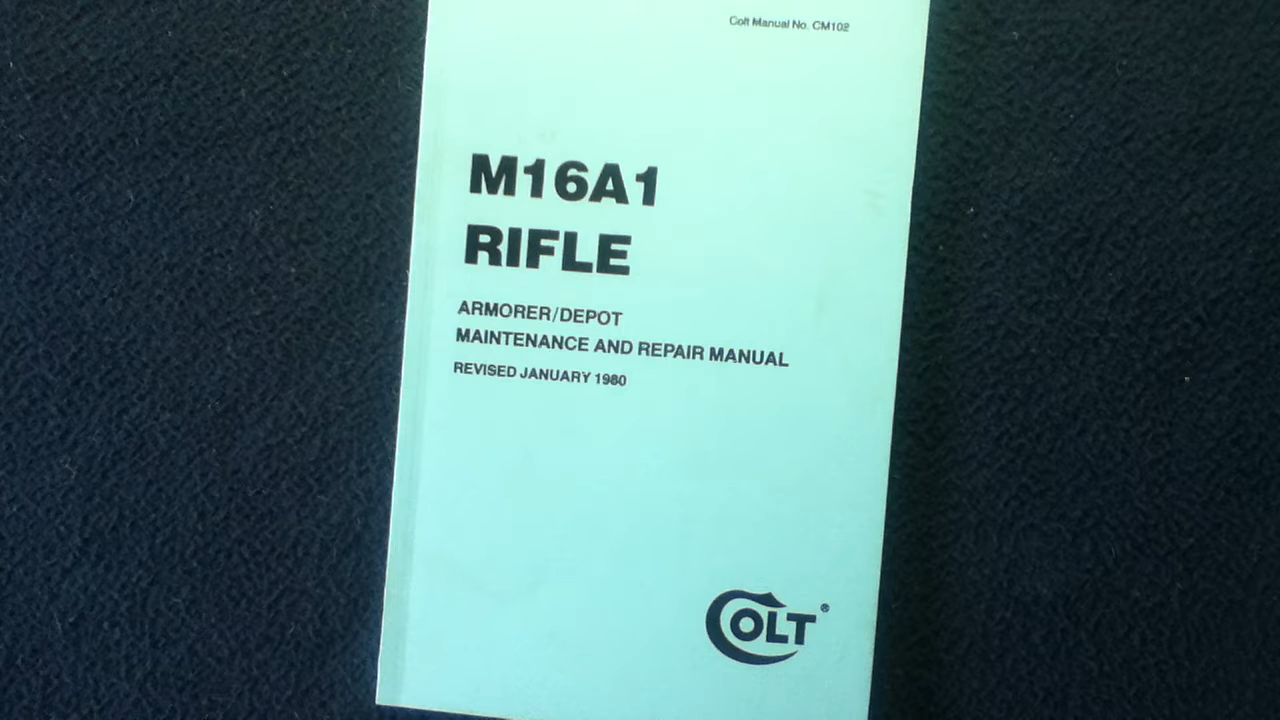 Colt Manual No. CM102
M16A1
RIFLE
ARMORER/DEPOT
MAINTENANCE AND REPAIR MANUAL
REVISED JANUARY 1980
COLT®